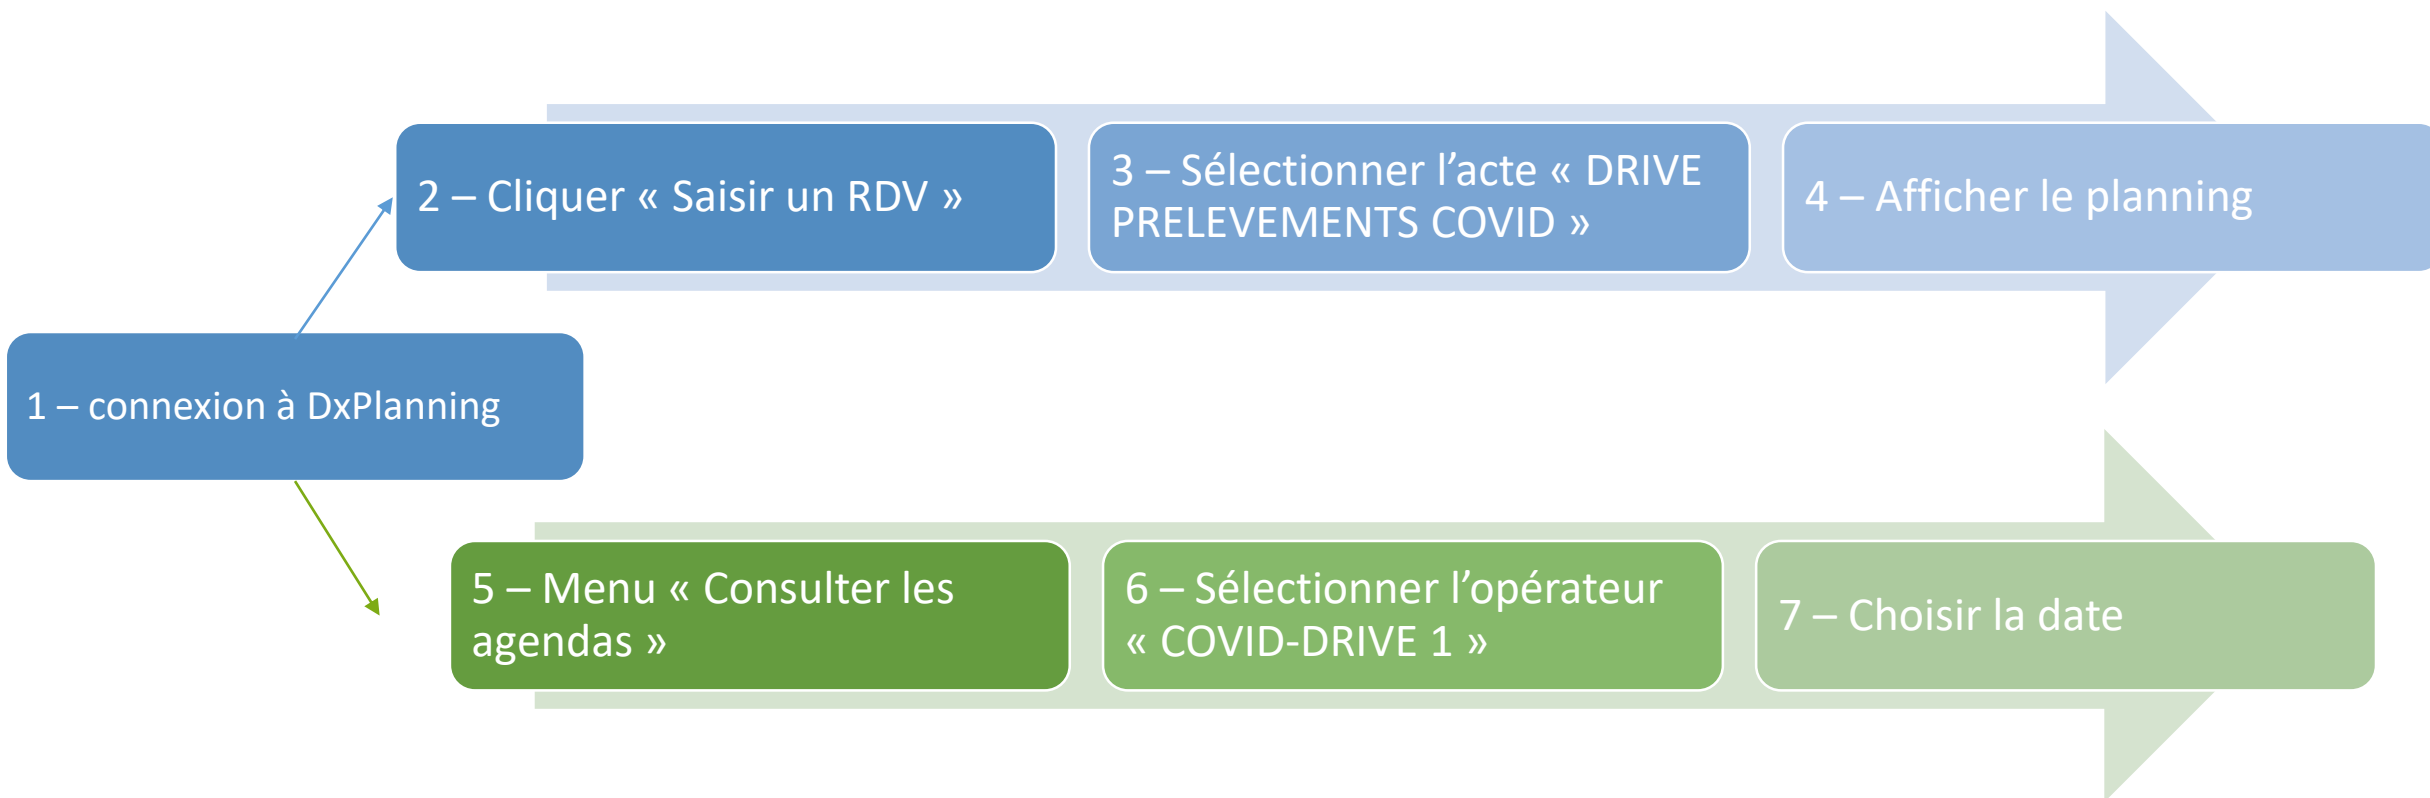 2 – Cliquer « Saisir un RDV »
3 – Sélectionner l’acte « DRIVE
PRELEVEMENTS COVID »
4 – Afficher le planning
1 – connexion à DxPlanning
5 – Menu « Consulter les
agendas »
6 – Sélectionner l’opérateur
« COVID-DRIVE 1 »
7 – Choisir la date